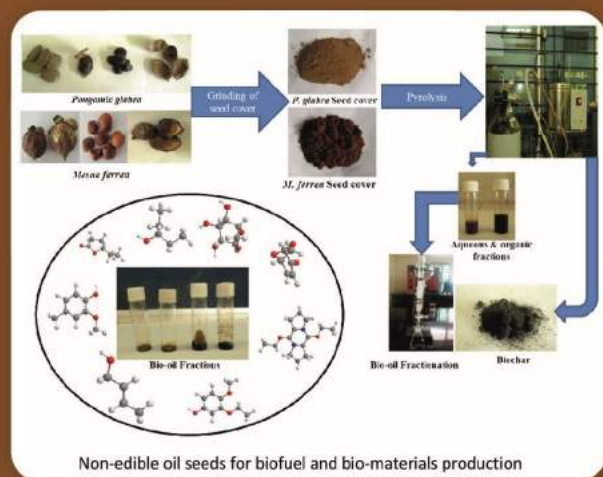 Pongamia glabra
Mesua ferrea
Grinding of
seed cover
P. glabra Seed cover
M. ferrea Seed cover
Pyrolysis
Aqueous & organic
fractions
Bio-oil Fractionation
Biochar
Bio-oil Fractions
Non-edible oil seeds for biofuel and bio-materials production